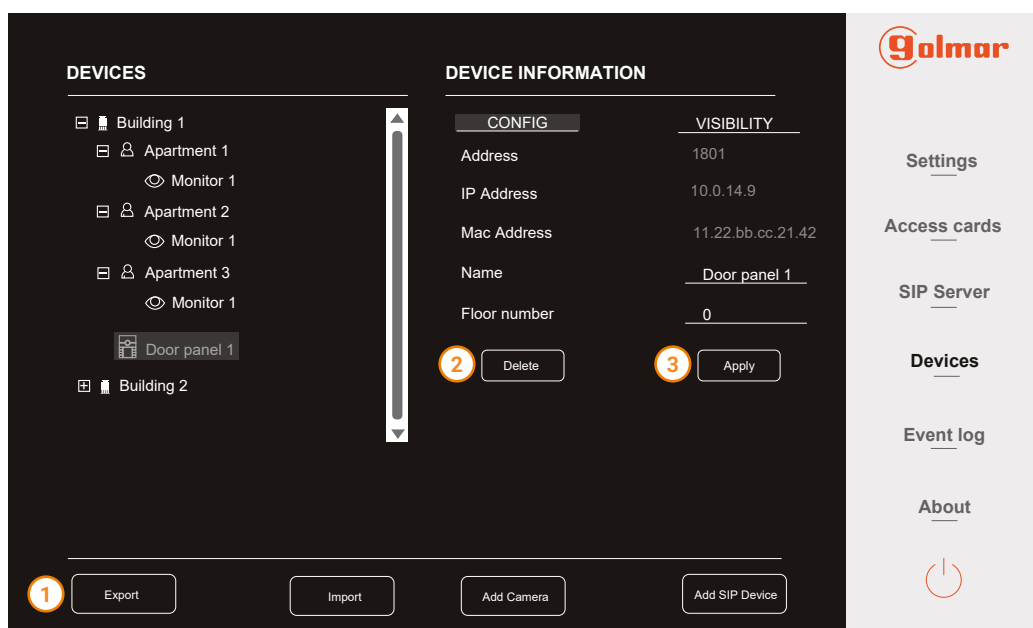 golmar
DEVICES
DEVICE INFORMATION
Building 1
Apartment 1
Monitor 1
Apartment 2
Monitor 1
Apartment 3
Monitor 1
Door panel 1
Building 2
CONFIG
VISIBILITY
Address
1801
IP Address
10.0.14.9
Mac Address
11.22.bb.cc.21.42
Name
Door panel 1
Floor number
0
2
Delete
3
Apply
Settings
Access cards
SIP Server
Devices
Event log
About
1
Export
Import
Add Camera
Add SIP Device